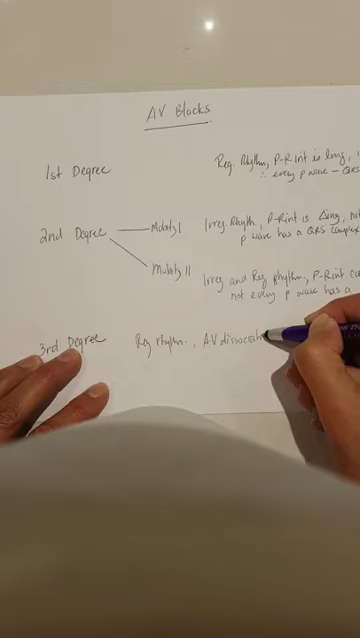 AV Blocks
1st Degree
Reg. Rhythm, P-R int is long,
∴ every p wave - QRS
2nd Degree
Mobitz I
Irreg. Rhyth., P-R int is Δing, not
p wave has a QRS Complex
Mobitz II
Irreg and Reg Rhythm, P-R int
not every p wave has a
3rd Degree
Reg rhythm. , AV dissociat